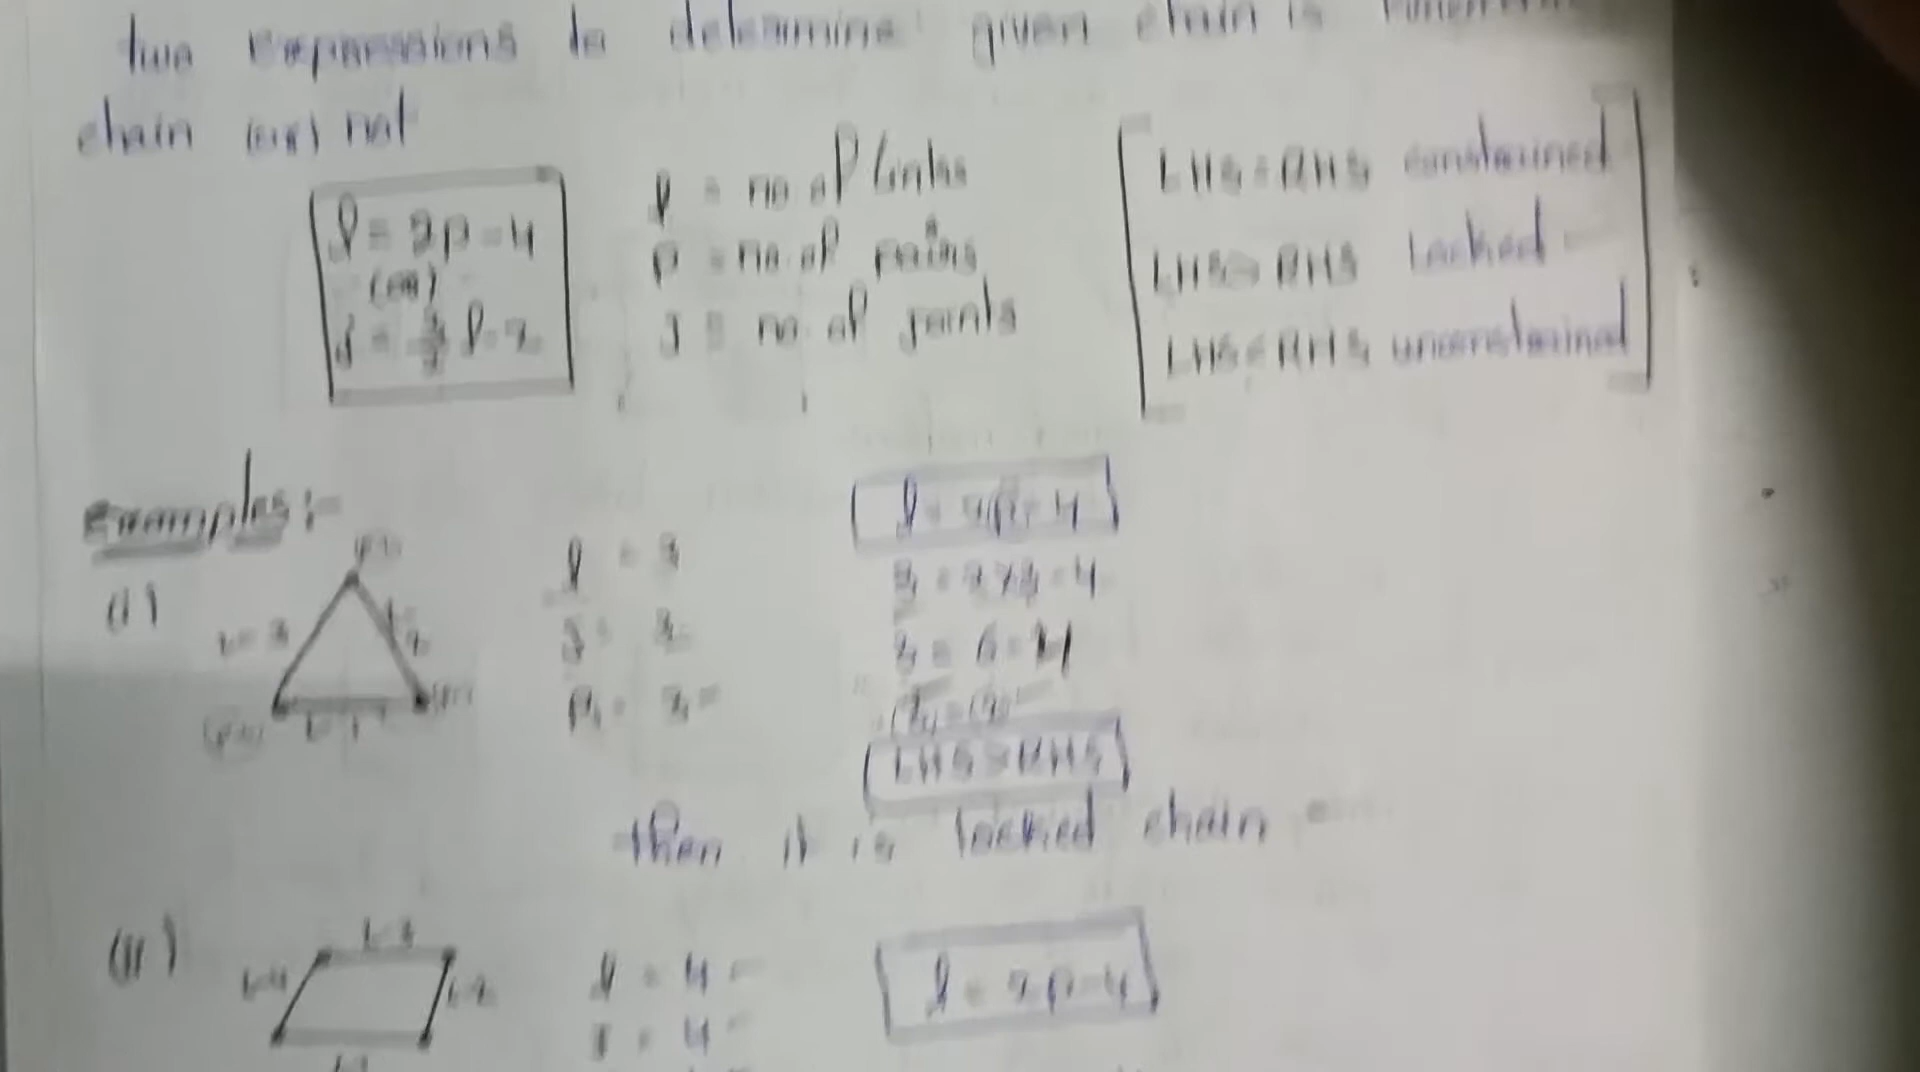 two expressions to determine given chain is
chain (or) not
l = 2p-4
(or)
j = 3/2 l-2
l = no of links
p = no. of pairs
J = no of joints
LHS = RHS constrained
LHS > RHS Locked
LHS < RHS unconstrained
Examples:-
(i)
L=3
l = 3
J = 3
P = 3
l = 2p-4
3 = 2x3-4
3 = 6-4
LHS > RHS
then it is locked chain
(ii)
L-3
L-4
L-2
l = 4
J = 4
l = 2p-4